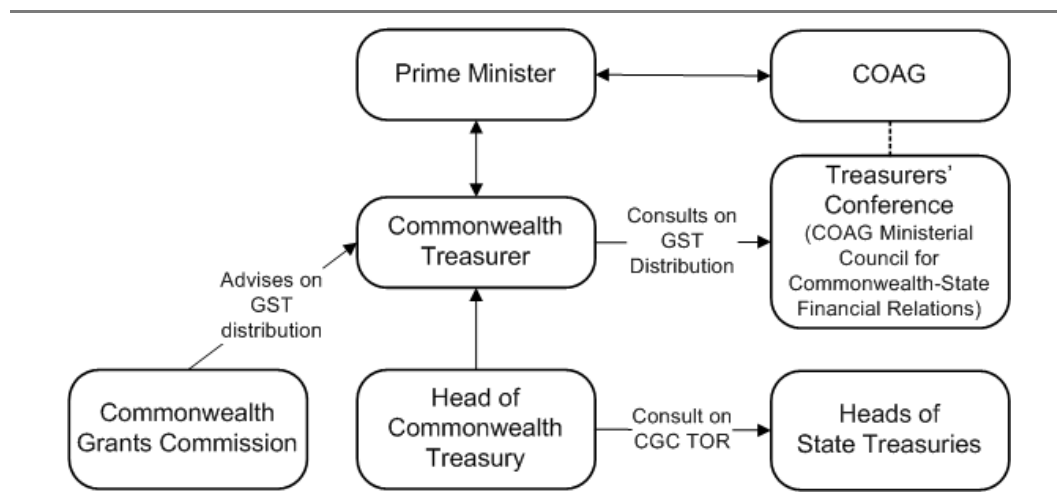 Prime Minister
COAG
Commonwealth
Treasurer
Consults on
GST
Distribution
Treasurers’
Conference
(COAG Ministerial
Council for
Commonwealth-State
Financial Relations)
Advises on
GST
distribution
Commonwealth
Grants Commission
Head of
Commonwealth
Treasury
Consult on
CGC TOR
Heads of
State Treasuries